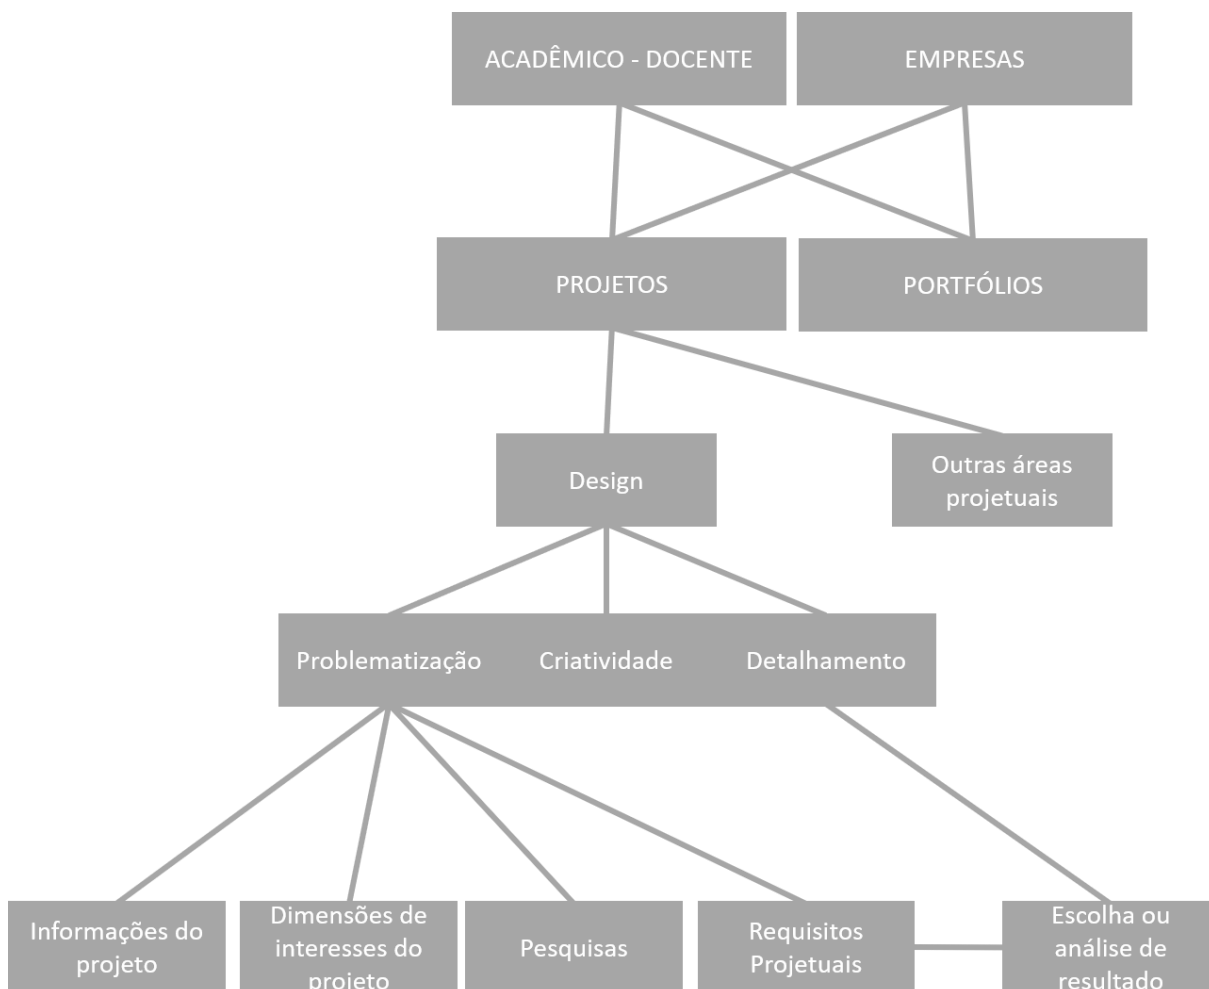 ACADÊMICO - DOCENTE
EMPRESAS
PROJETOS
PORTFÓLIOS
Design
Outras áreas
projetuais
Problematização
Criatividade
Detalhamento
Informações do
projeto
Dimensões de
interesses do
projeto
Pesquisas
Requisitos
Projetuais
Escolha ou
análise de
resultado